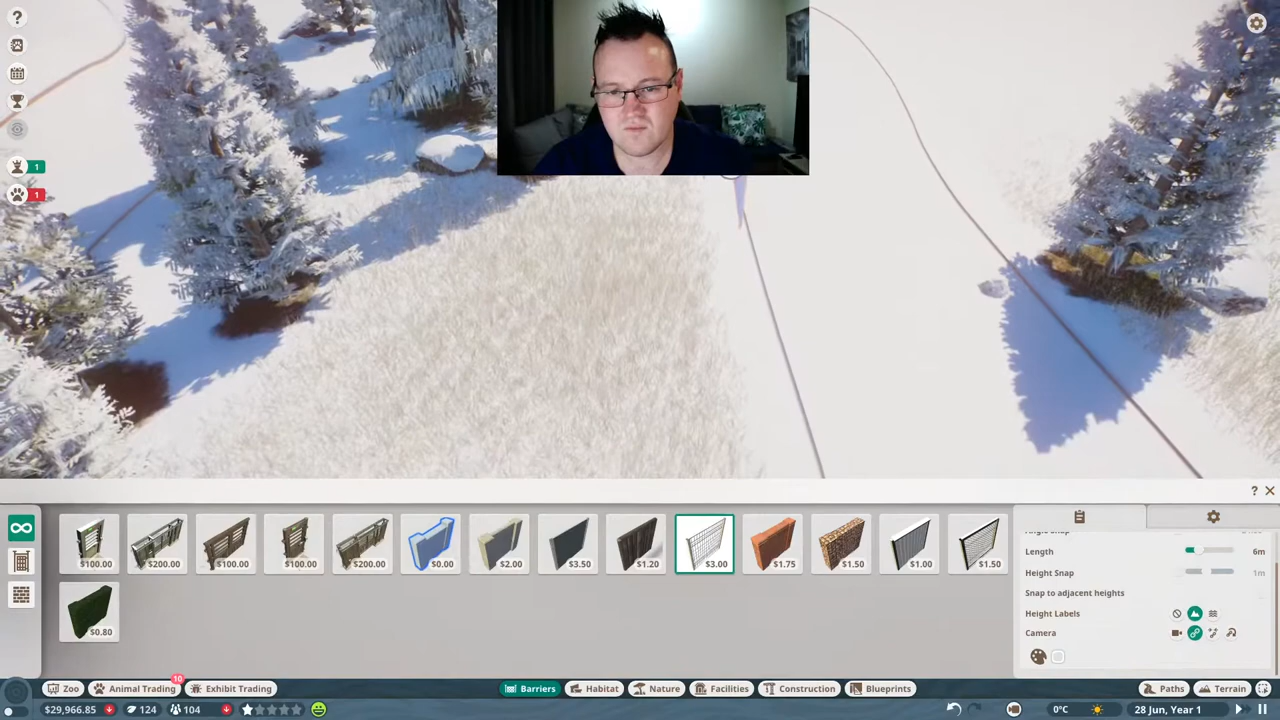 ?
1
1
? ×
$100.00 $200.00 $100.00 $100.00 $200.00 $0.00 $2.00 $3.50 $1.20 $3.00 $1.75 $1.50 $1.00 $1.50
$0.80
Length 6m
Height Snap 1m
Snap to adjacent heights
Height Labels
Camera
10
Zoo Animal Trading Exhibit Trading Barriers Habitat Nature Facilities Construction Blueprints Paths Terrain
$29,966.85 124 104 0°C 28 Jun, Year 1